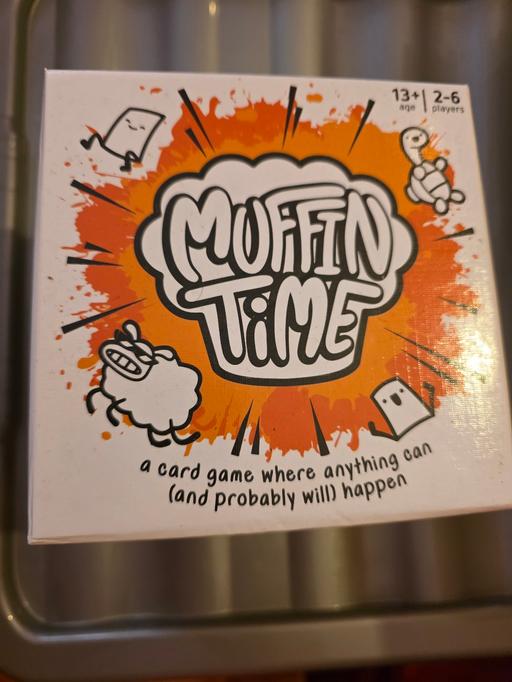 13+ | 2-6
age players
MUFFIN
TiME
a card game where anything can
(and probably will) happen